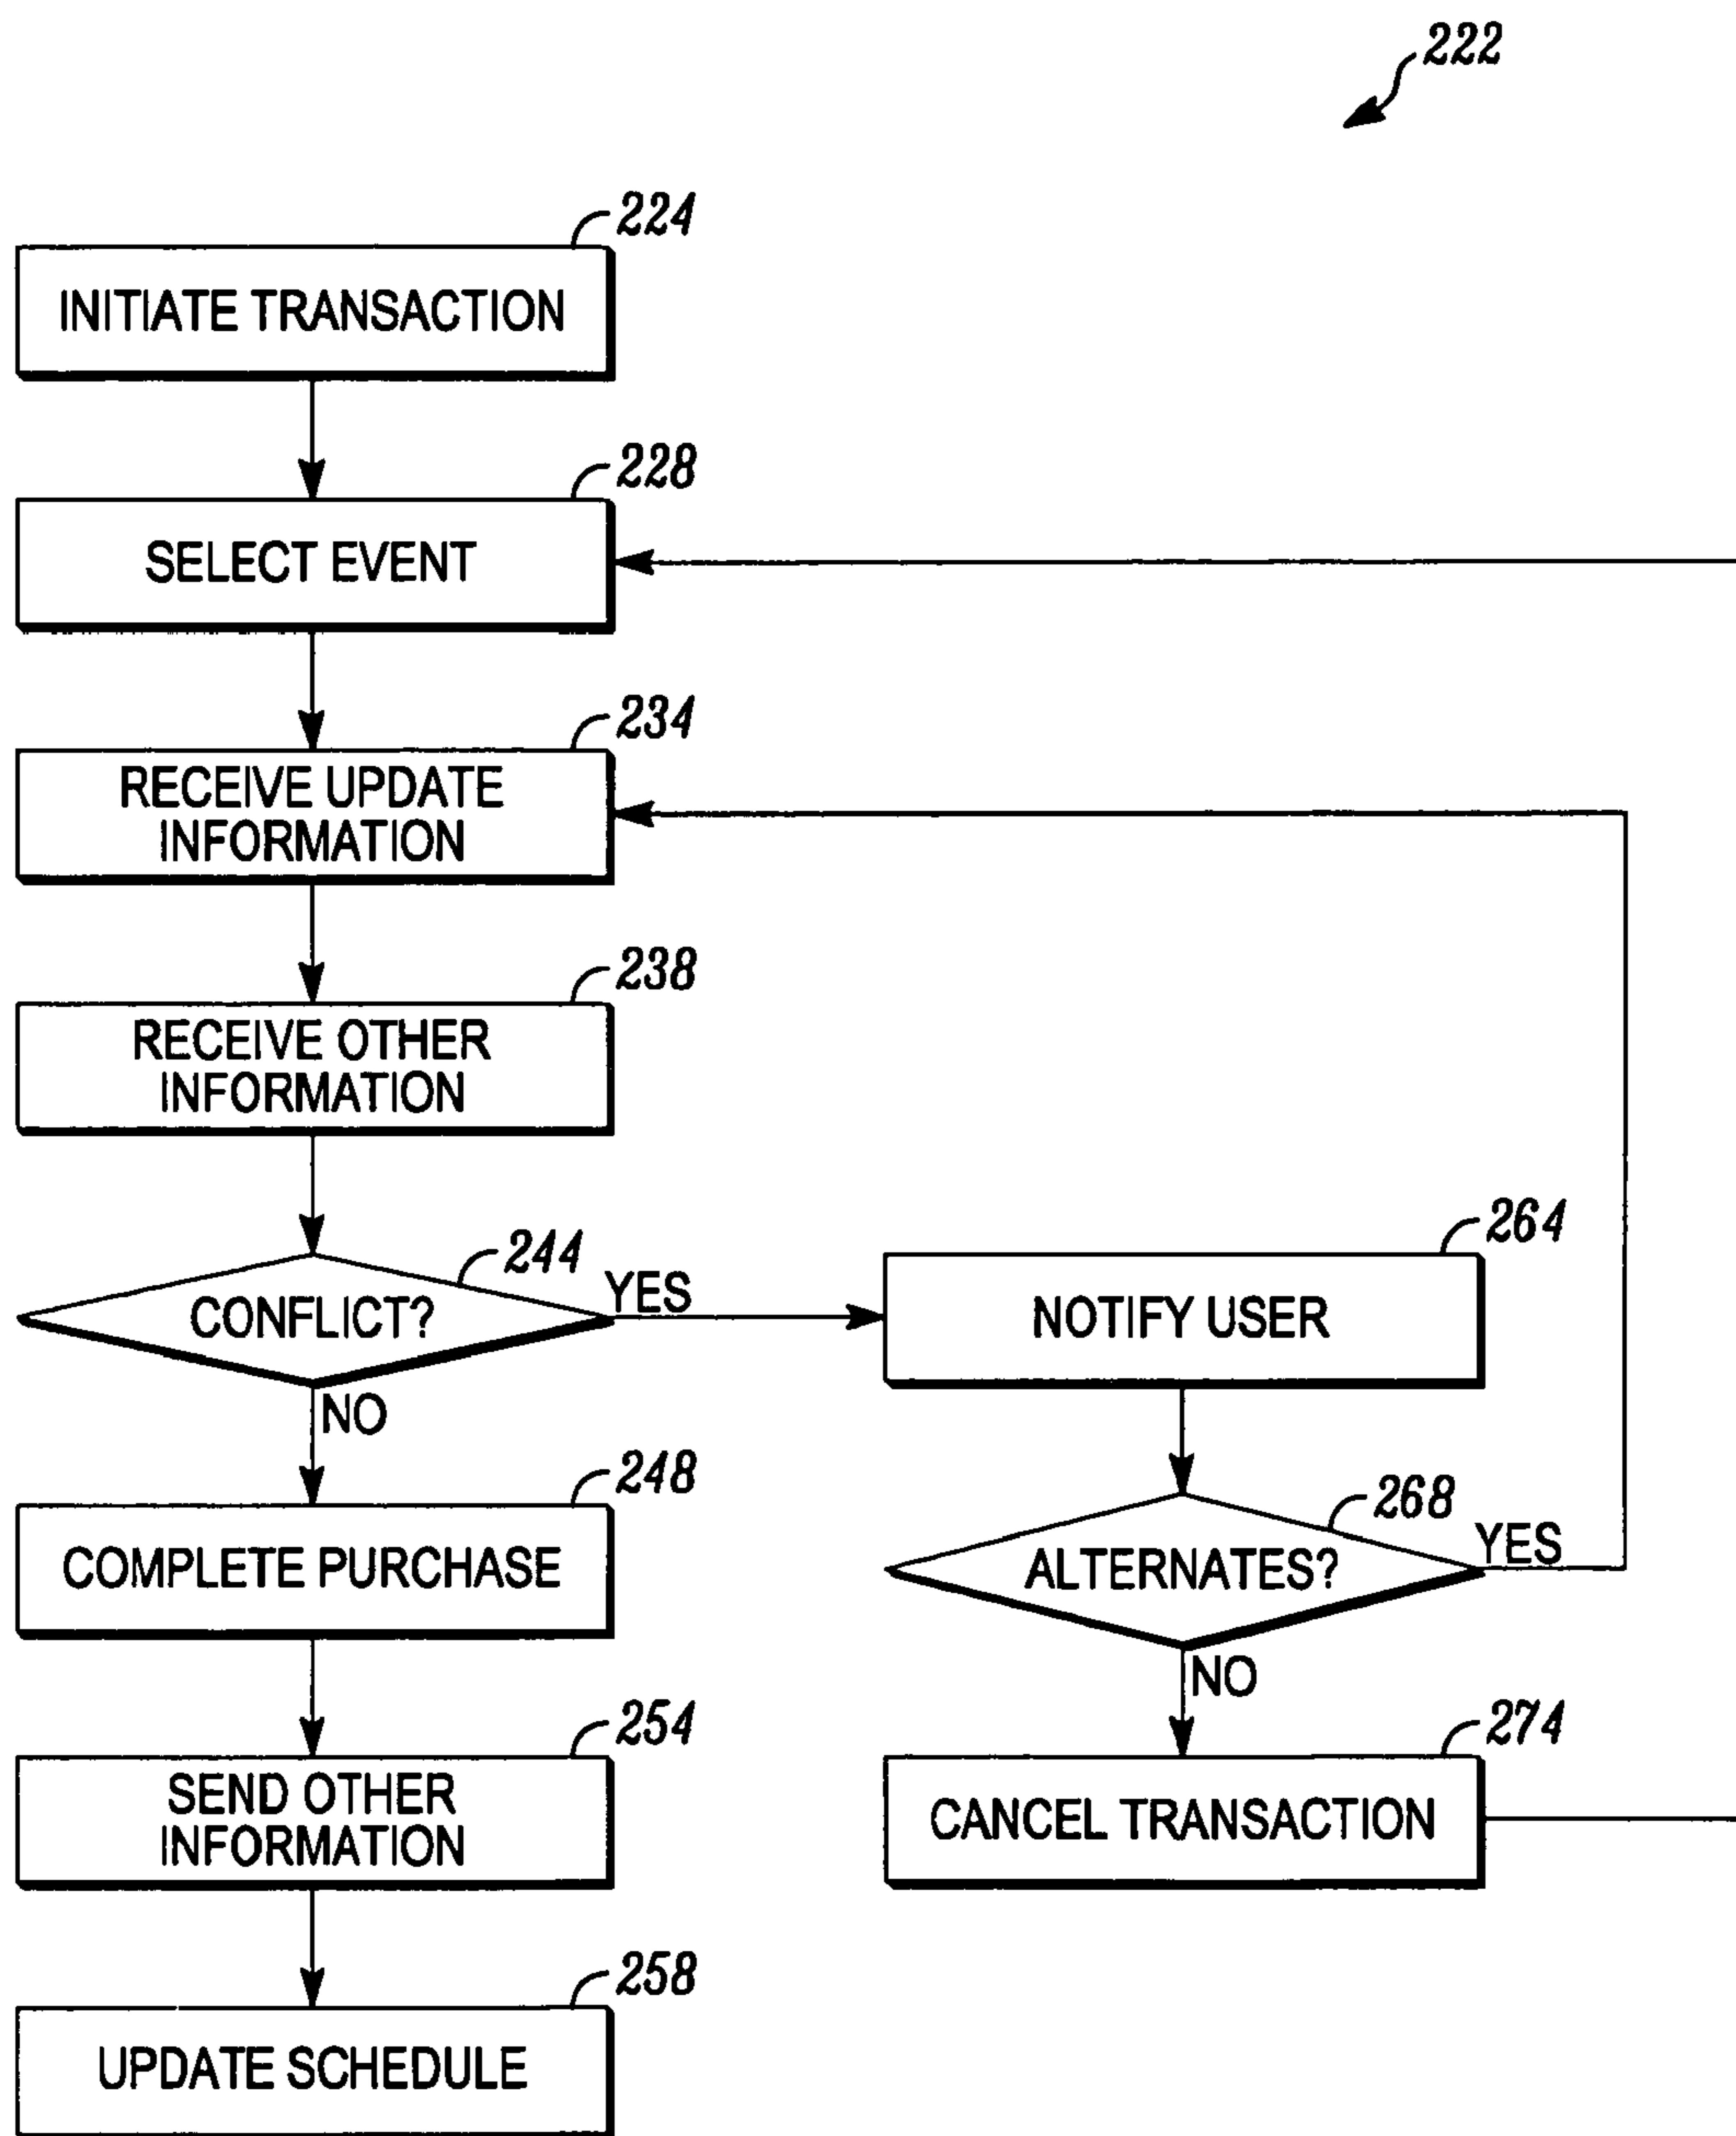 222
224
INITIATE TRANSACTION
228
SELECT EVENT
234
RECEIVE UPDATE
INFORMATION
238
RECEIVE OTHER
INFORMATION
244
CONFLICT?
YES
NO
264
NOTIFY USER
248
COMPLETE PURCHASE
268
ALTERNATES?
YES
NO
254
SEND OTHER
INFORMATION
274
CANCEL TRANSACTION
258
UPDATE SCHEDULE